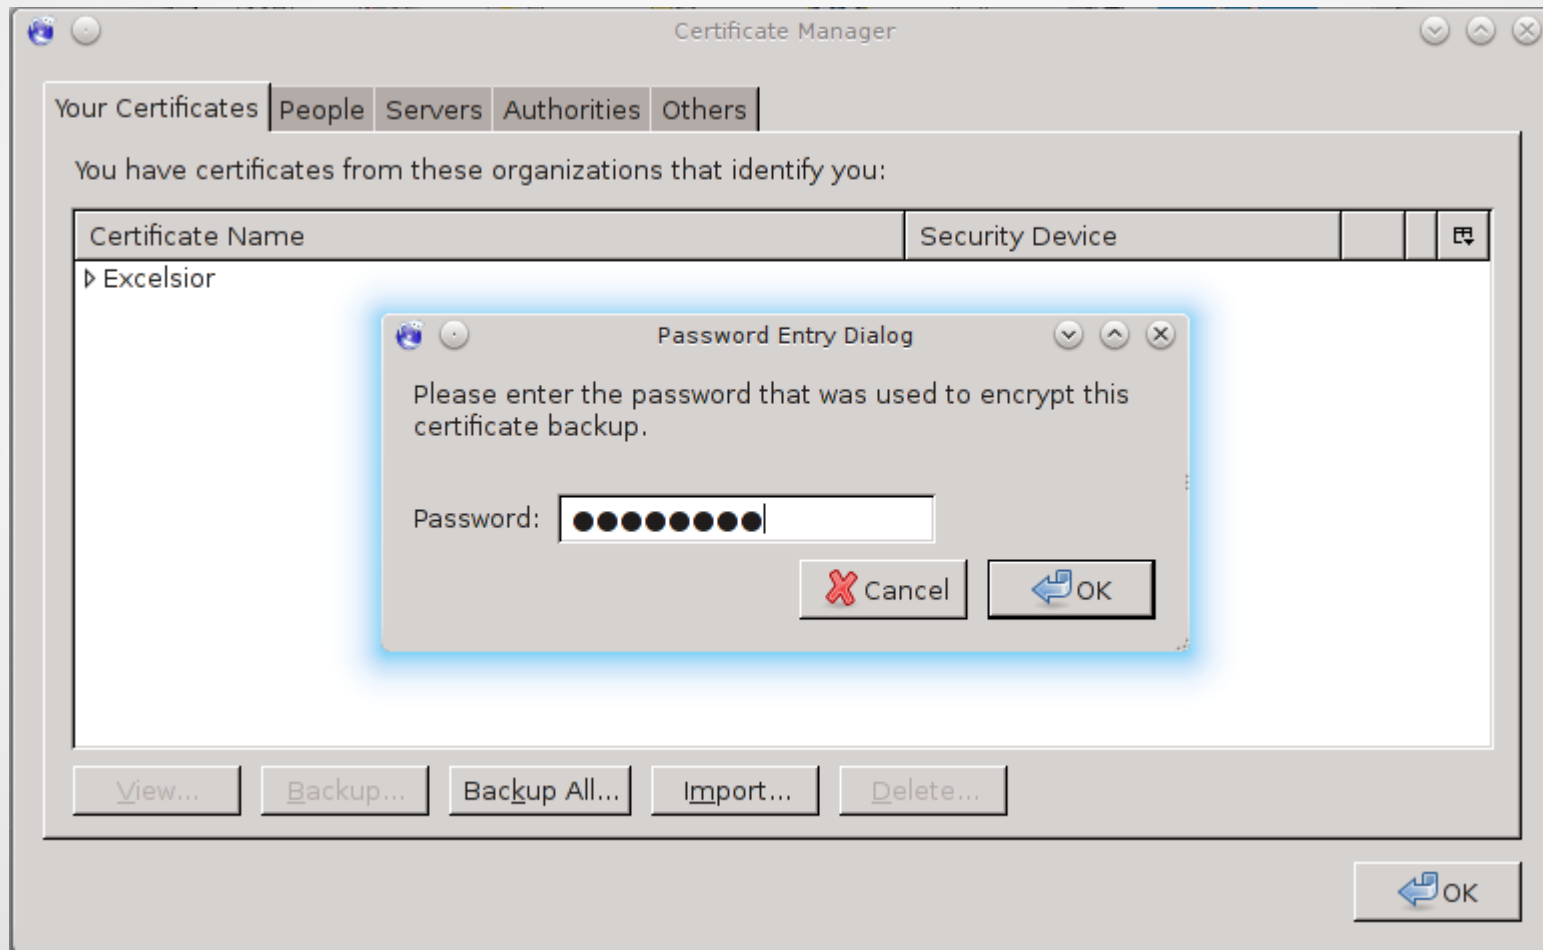 Certificate Manager
Your Certificates People Servers Authorities Others
You have certificates from these organizations that identify you:
Certificate Name Security Device
Excelsior
Password Entry Dialog
Please enter the password that was used to encrypt this
certificate backup.
Password:
Cancel OK
View... Backup... Backup All... Import... Delete...
OK